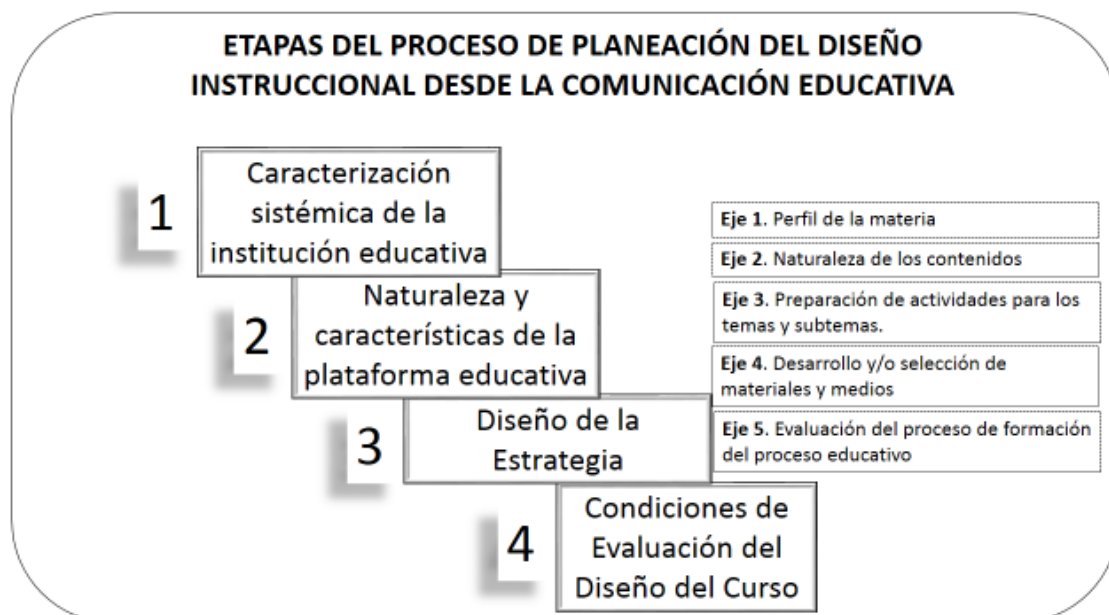 ETAPAS DEL PROCESO DE PLANEACIÓN DEL DISEÑO
INSTRUCCIONAL DESDE LA COMUNICACIÓN EDUCATIVA
1
Caracterización
sistémica de la
institución educativa
2
Naturaleza y
características de la
plataforma educativa
3
Diseño de la
Estrategia
Eje 1. Perfil de la materia
Eje 2. Naturaleza de los contenidos
Eje 3. Preparación de actividades para los
temas y subtemas.
Eje 4. Desarrollo y/o selección de
materiales y medios
Eje 5. Evaluación del proceso de formación
del proceso educativo
4
Condiciones de
Evaluación del
Diseño del Curso